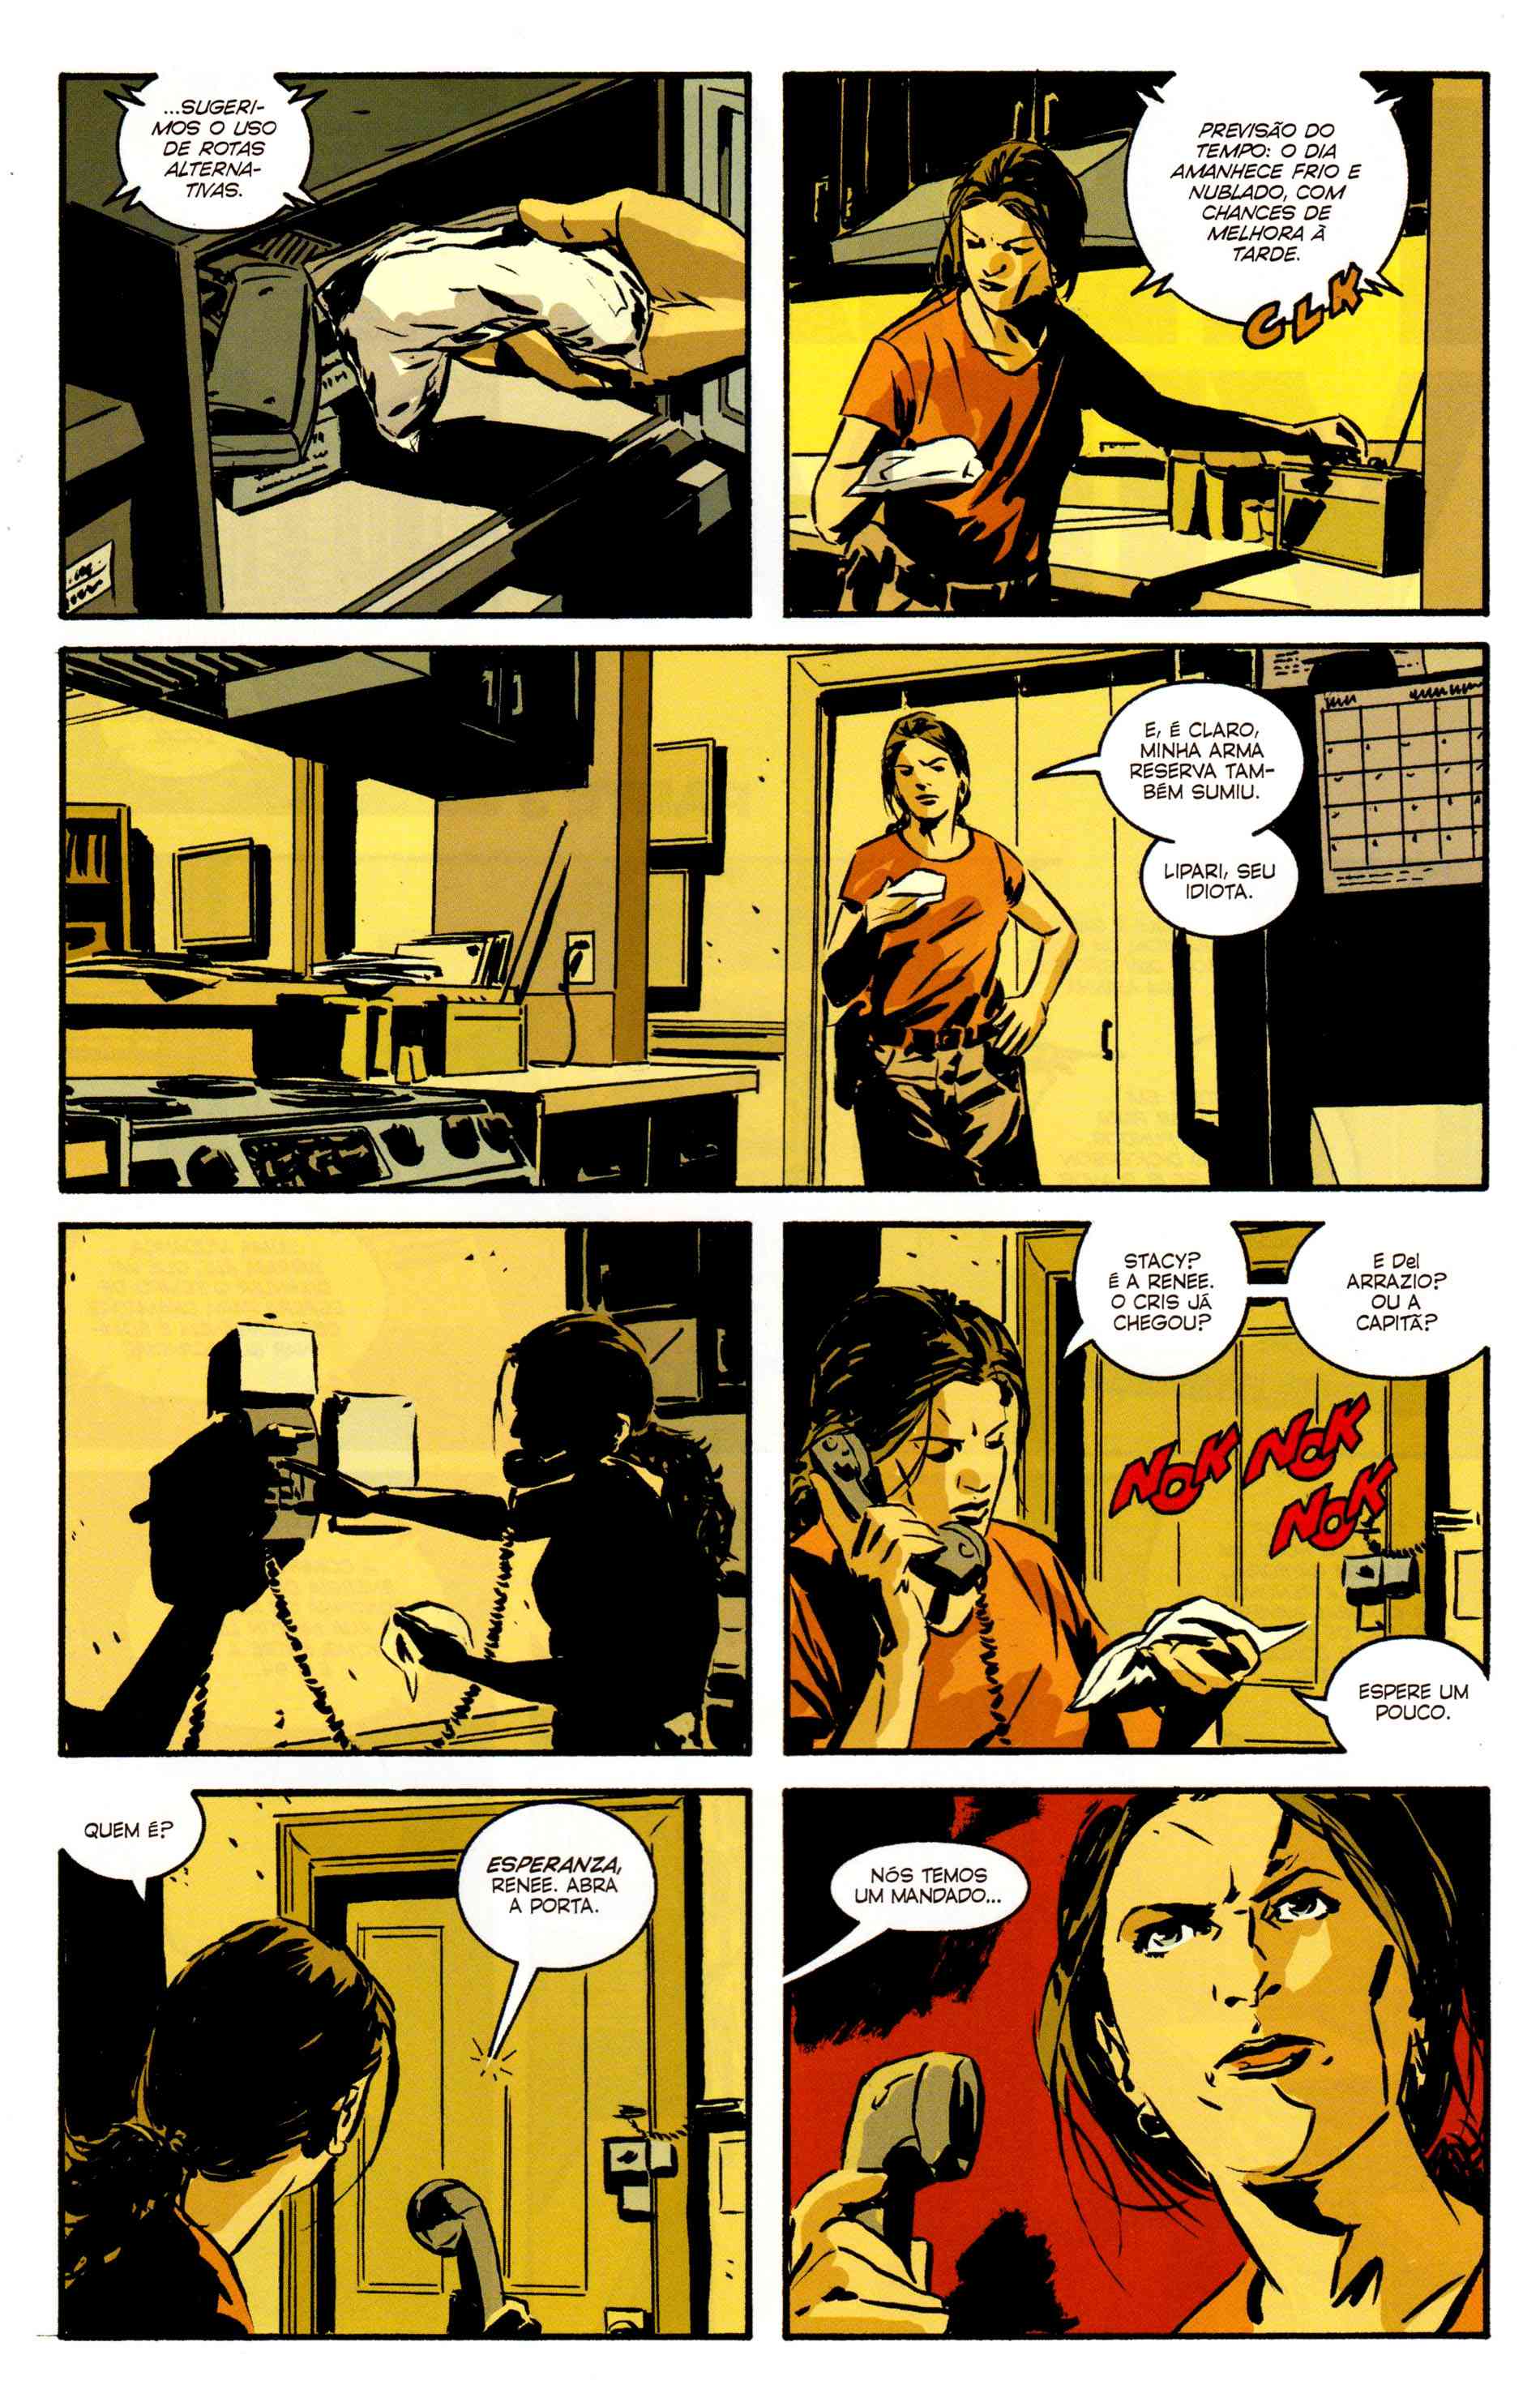 ...SUGERI-
MOS O USO
DE ROTAS
ALTERNA-
TIVAS.
PREVISÃO DO
TEMPO: O DIA
AMANHECE FRIO E
NUBLADO, COM
CHANCES DE
MELHORA À
TARDE.
CLK
E, É CLARO,
MINHA ARMA
RESERVA TAM-
BÉM SUMIU.
LIPARI, SEU
IDIOTA.
STACY?
É A RENEE.
O CRIS JÁ
CHEGOU?
E Del
ARRAZIO?
OU A
CAPITÃ?
NOK NOK
NOK
ESPERE UM
POUCO.
QUEM É?
ESPERANZA,
RENEE. ABRA
A PORTA.
NÓS TEMOS
UM MANDADO...